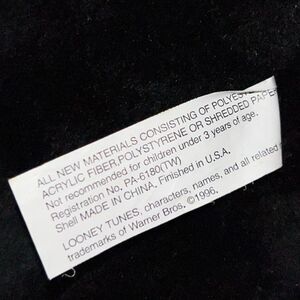 ALL NEW MATERIALS CONSISTING OF POLYEST
ACRYLIC FIBER.POLYSTYRENE OR SHREDDED PAPER
Not recommended for children under 3 years of age.
Registration No. PA-6180(TW)
Shell MADE IN CHINA. Finished in U.S.A.
LOONEY TUNES, characters, names, and all related
trademarks of Warner Bros. ©1996.